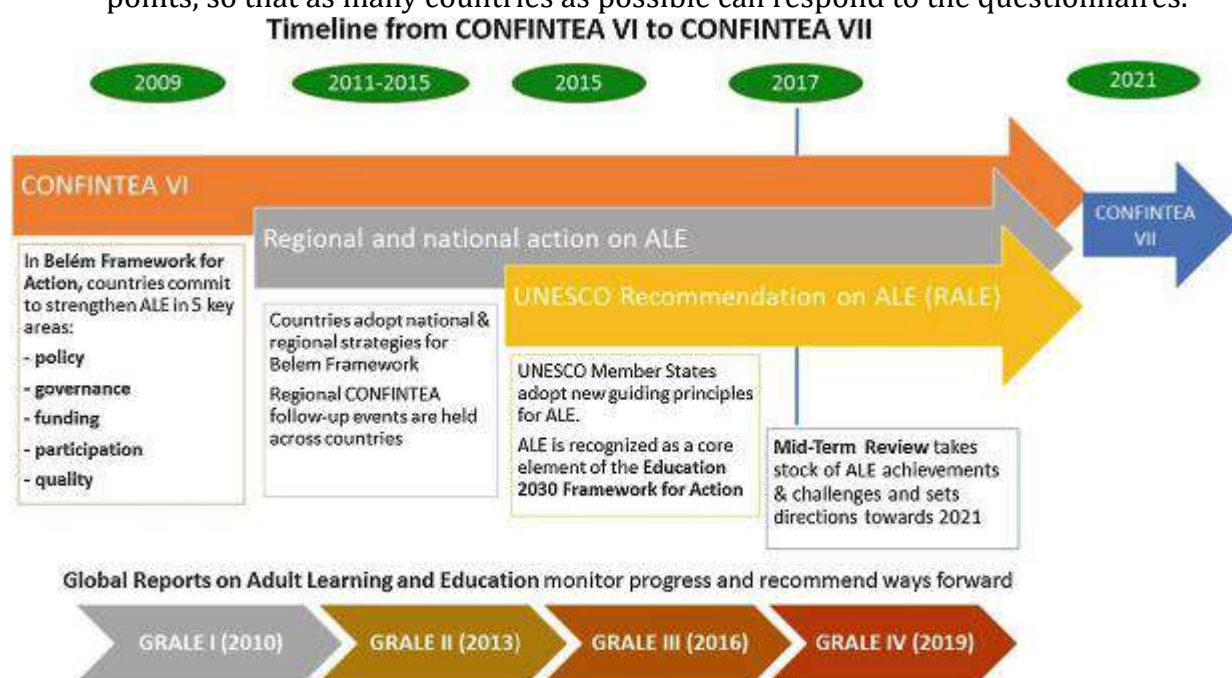 points, so that as many countries as possible can respond to the questionnaires.
Timeline from CONFINTEA VI to CONFINTEA VII
2009
2011-2015
2015
2017
2021
CONFINTEA VI
CONFINTEA
VII
Regional and national action on ALE
UNESCO Recommendation on ALE (RALE)
In Belém Framework for
Action, countries commit
to strengthen ALE in 5 key
areas:
- policy
- governance
- funding
- participation
- quality
Countries adopt national &
regional strategies for
Belem Framework
Regional CONFINTEA
follow-up events are held
across countries
UNESCO Member States
adopt new guiding principles
for ALE.
ALE is recognized as a core
element of the Education
2030 Framework for Action
Mid-Term Review takes
stock of ALE achievements
& challenges and sets
directions towards 2021
Global Reports on Adult Learning and Education monitor progress and recommend ways forward
GRALE I (2010)
GRALE II (2013)
GRALE III (2016)
GRALE IV (2019)